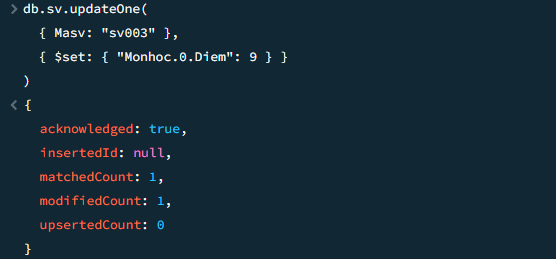 > db.sv.updateOne(
{ Masv: "sv003" },
{ $set: { "Monhoc.0.Diem": 9 } }
)
< {
acknowledged: true,
insertedId: null,
matchedCount: 1,
modifiedCount: 1,
upsertedCount: 0
}